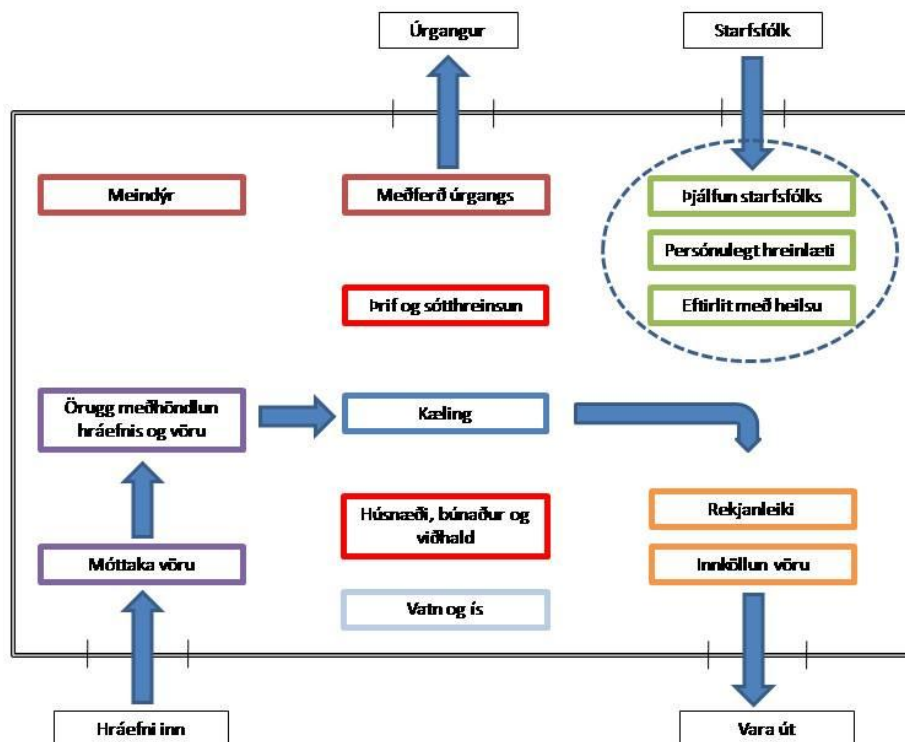 Úrgangur
Starfsfólk
Meindýr
Meðferð úrgangs
Þjálfun starfsfólks
Persónulegt hreinlæti
Þrif og sótthreinsun
Eftirlit með heilsu
Örugg meðhöndlun
hráefnis og vöru
Kæling
Húsnæði, búnaður og
viðhald
Rekjanleiki
Móttaka vöru
Innköllun vöru
Vatn og ís
Hráefni inn
Vara út